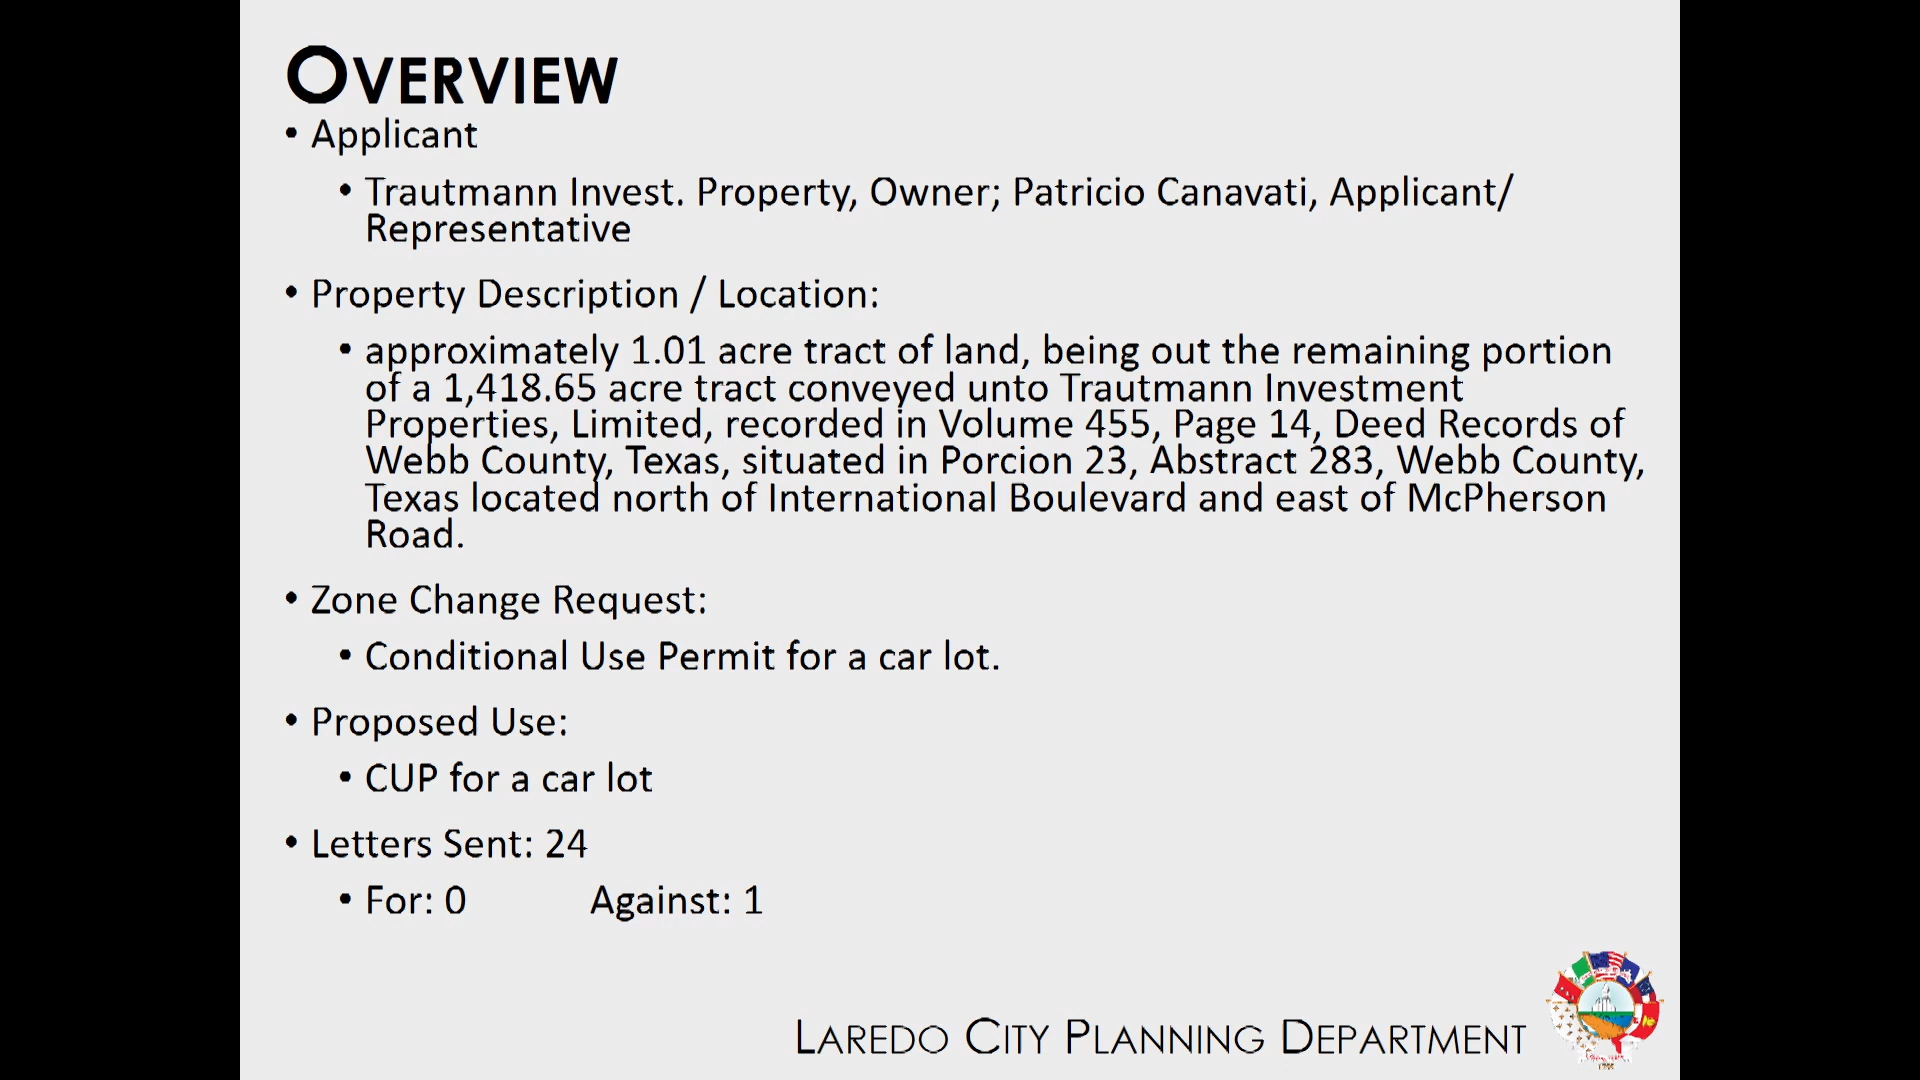 OVERVIEW
• Applicant
• Trautmann Invest. Property, Owner; Patricio Canavati, Applicant/
Representative
• Property Description / Location:
• approximately 1.01 acre tract of land, being out the remaining portion
of a 1,418.65 acre tract conveyed unto Trautmann Investment
Properties, Limited, recorded in Volume 455, Page 14, Deed Records of
Webb County, Texas, situated in Porcion 23, Abstract 283, Webb County,
Texas located north of International Boulevard and east of McPherson
Road.
• Zone Change Request:
• Conditional Use Permit for a car lot.
• Proposed Use:
• CUP for a car lot
• Letters Sent: 24
• For: 0 Against: 1
LAREDO CITY PLANNING DEPARTMENT